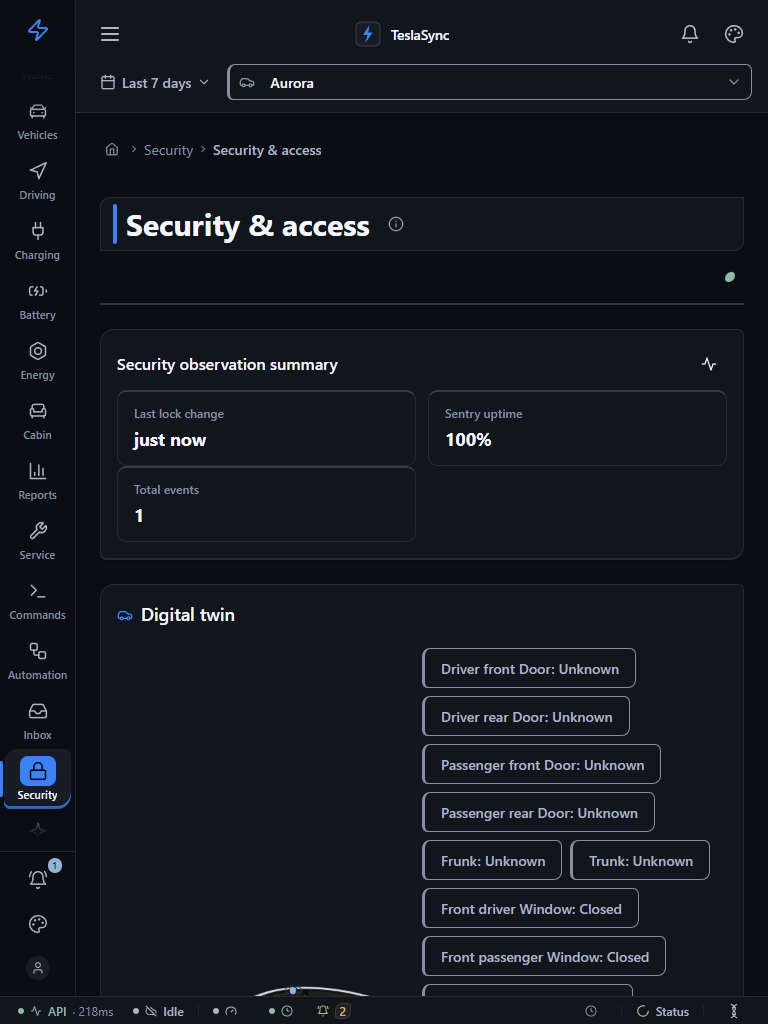 TeslaSync
Last 7 days
Aurora
Home
Vehicles
Driving
Charging
Battery
Energy
Cabin
Reports
Service
Commands
Automation
Inbox
Security
1
Security
Security & access
Security & access
Security observation summary
Last lock change
just now
Sentry uptime
100%
Total events
1
Digital twin
Driver front Door: Unknown
Driver rear Door: Unknown
Passenger front Door: Unknown
Passenger rear Door: Unknown
Frunk: Unknown
Trunk: Unknown
Front driver Window: Closed
Front passenger Window: Closed
API · 218ms
Idle
2
Status